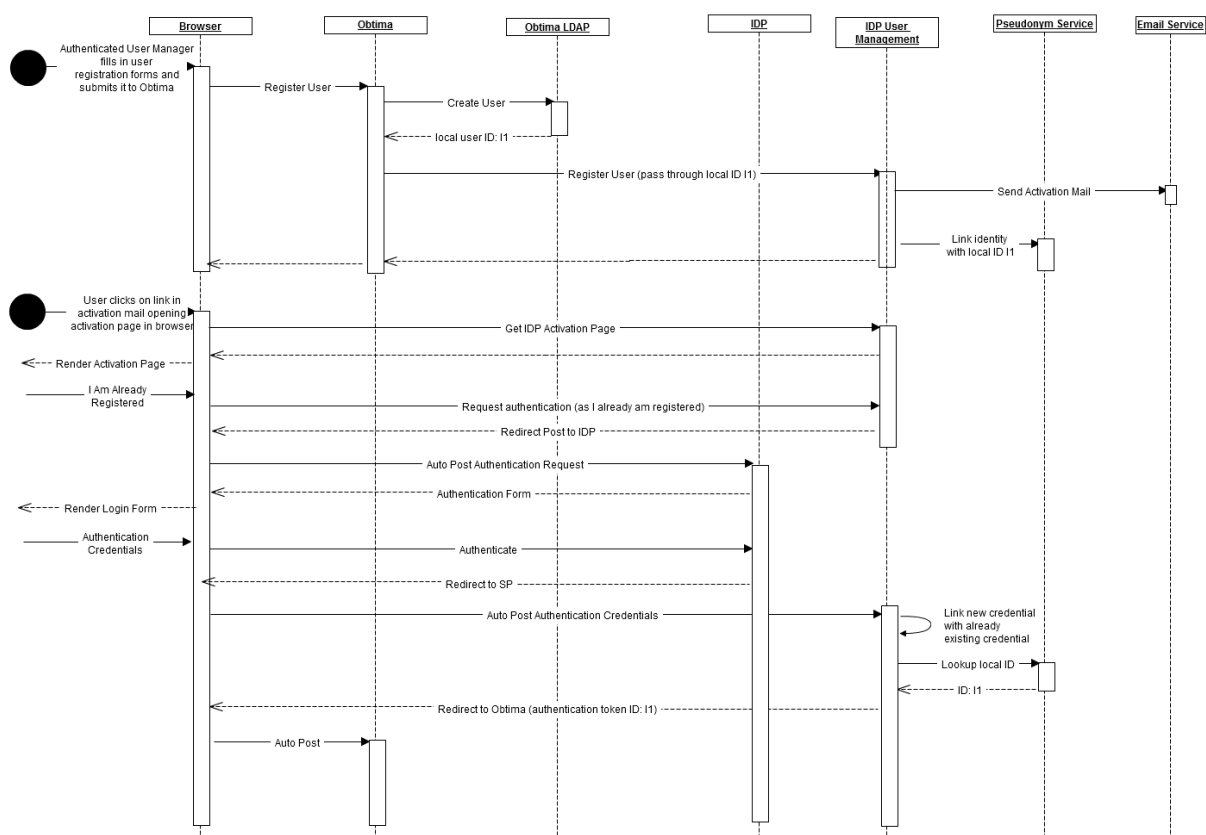 Browser
Obtima
Obtima LDAP
IDP
IDP User
Management
Pseudonym Service
Email Service
Authenticated User Manager
fills in user
registration forms and
submits it to Obtima
Register User
Create User
local user ID: I1
Register User (pass through local ID I1)
Send Activation Mail
Link identity
with local ID I1
User clicks on link in
activation mail opening
activation page in browser
Get IDP Activation Page
Render Activation Page
I Am Already
Registered
Request authentication (as I already am registered)
Redirect Post to IDP
Auto Post Authentication Request
Authentication Form
Render Login Form
Authentication
Credentials
Authenticate
Redirect to SP
Auto Post Authentication Credentials
Link new credential
with already
existing credential
Lookup local ID
ID: I1
Redirect to Obtima (authentication token ID: I1)
Auto Post